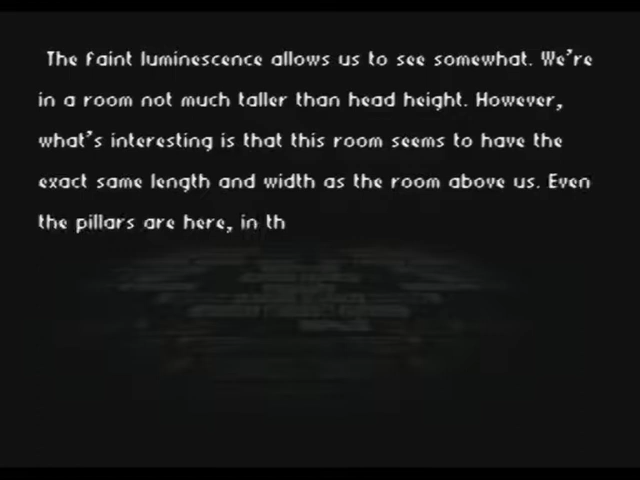 The faint luminescence allows us to see somewhat. We're
in a room not much taller than head height. However,
what's interesting is that this room seems to have the
exact same length and width as the room above us. Even
the pillars are here, in th